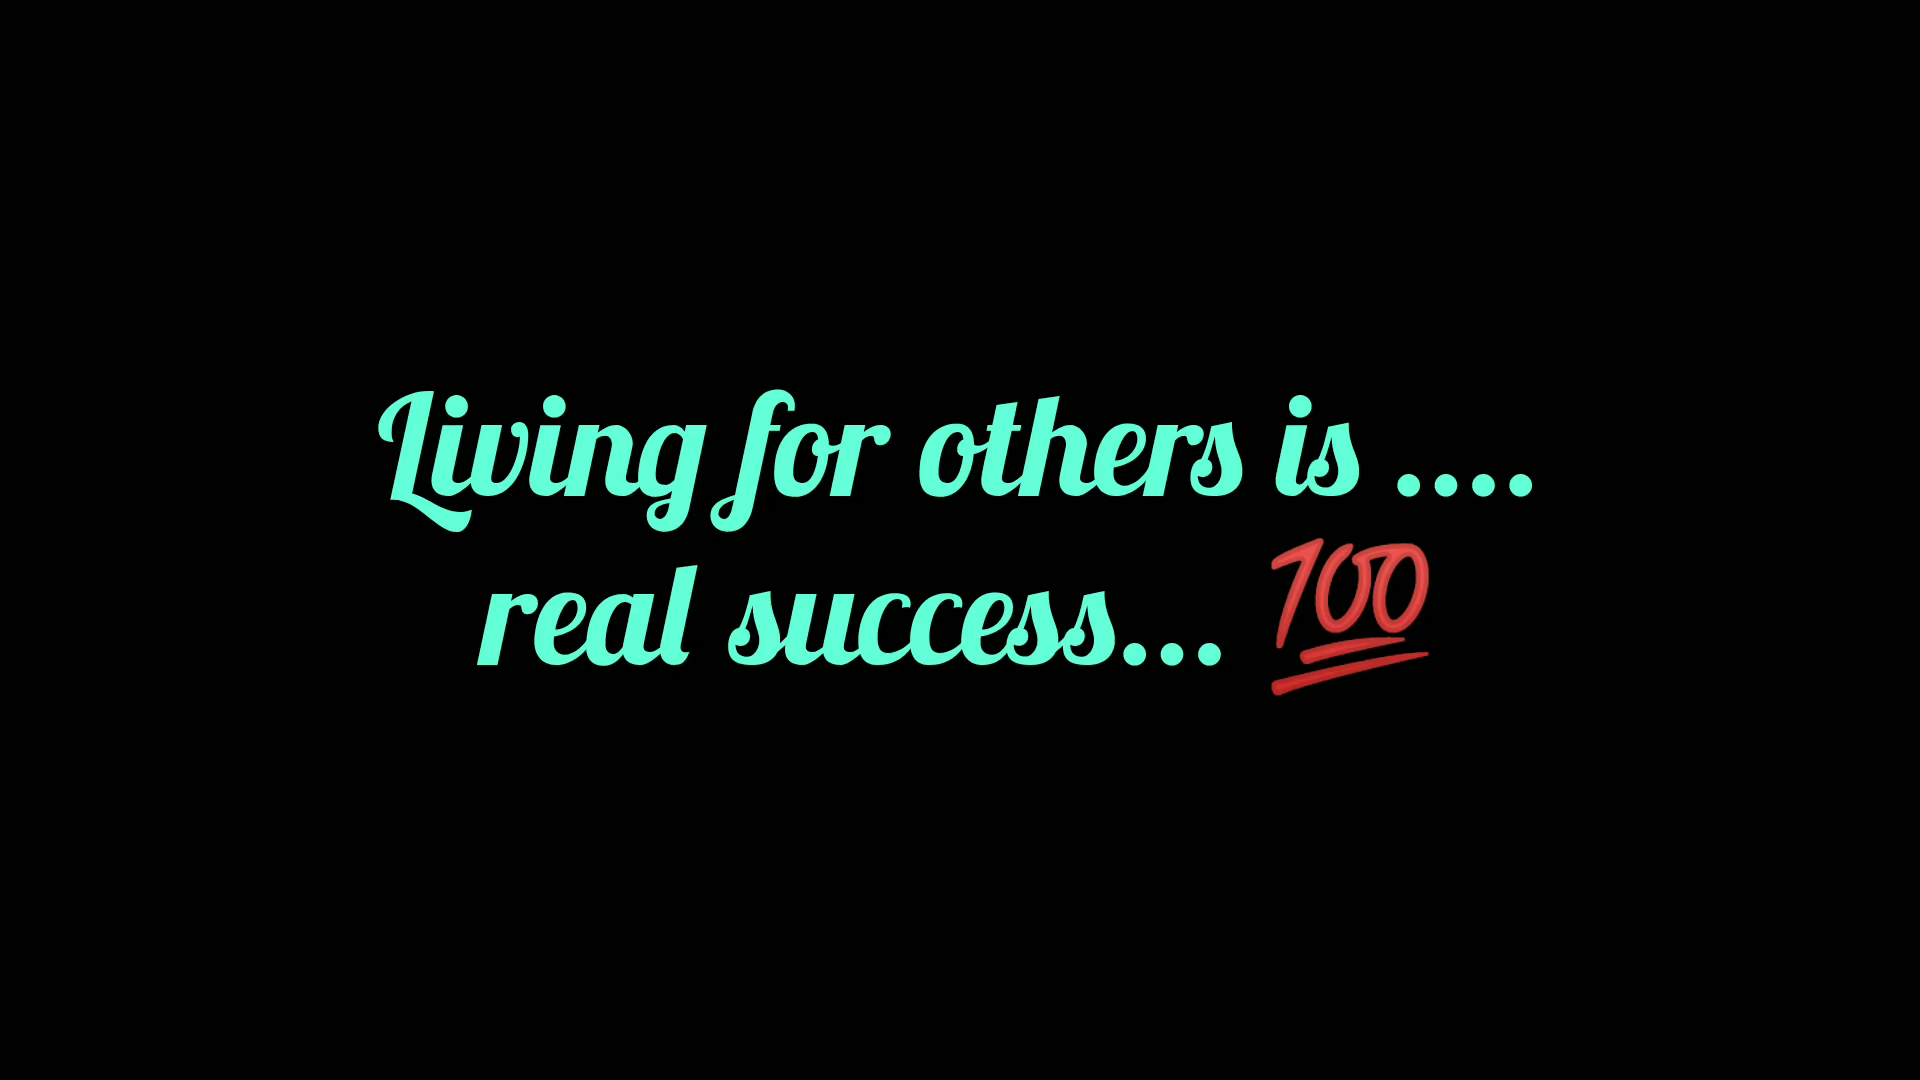 Living for others is ....
real success... 💯